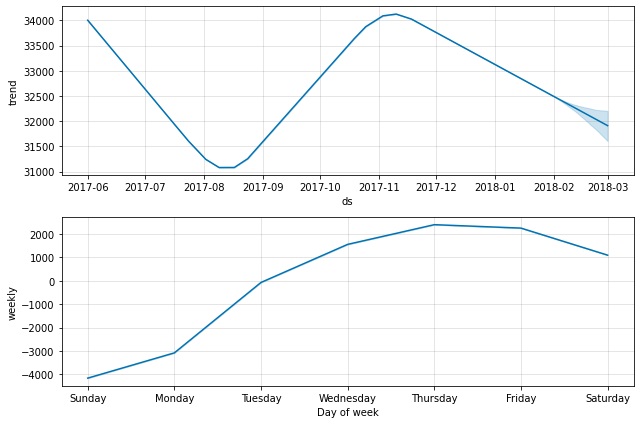 34000
33500
33000
32500
32000
31500
31000
trend
2017-06 2017-07 2017-08 2017-09 2017-10 2017-11 2017-12 2018-01 2018-02 2018-03
ds
2000
1000
0
−1000
−2000
−3000
−4000
weekly
Sunday Monday Tuesday Wednesday Thursday Friday Saturday
Day of week